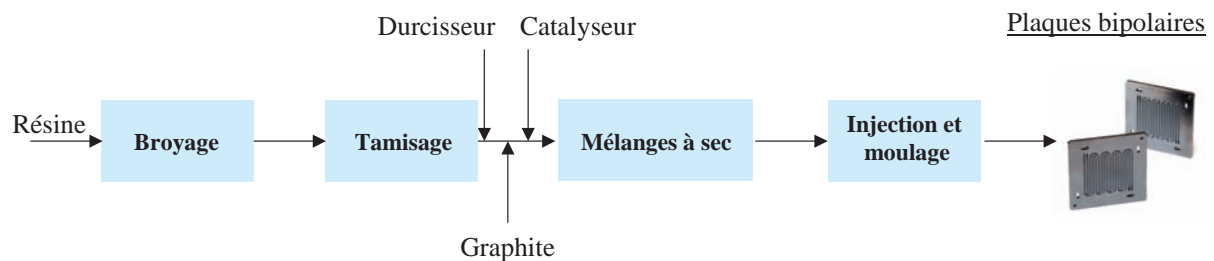 Durcisseur Catalyseur
Plaques bipolaires
Résine
Broyage
Tamisage
Mélanges à sec
Injection et
moulage
Graphite